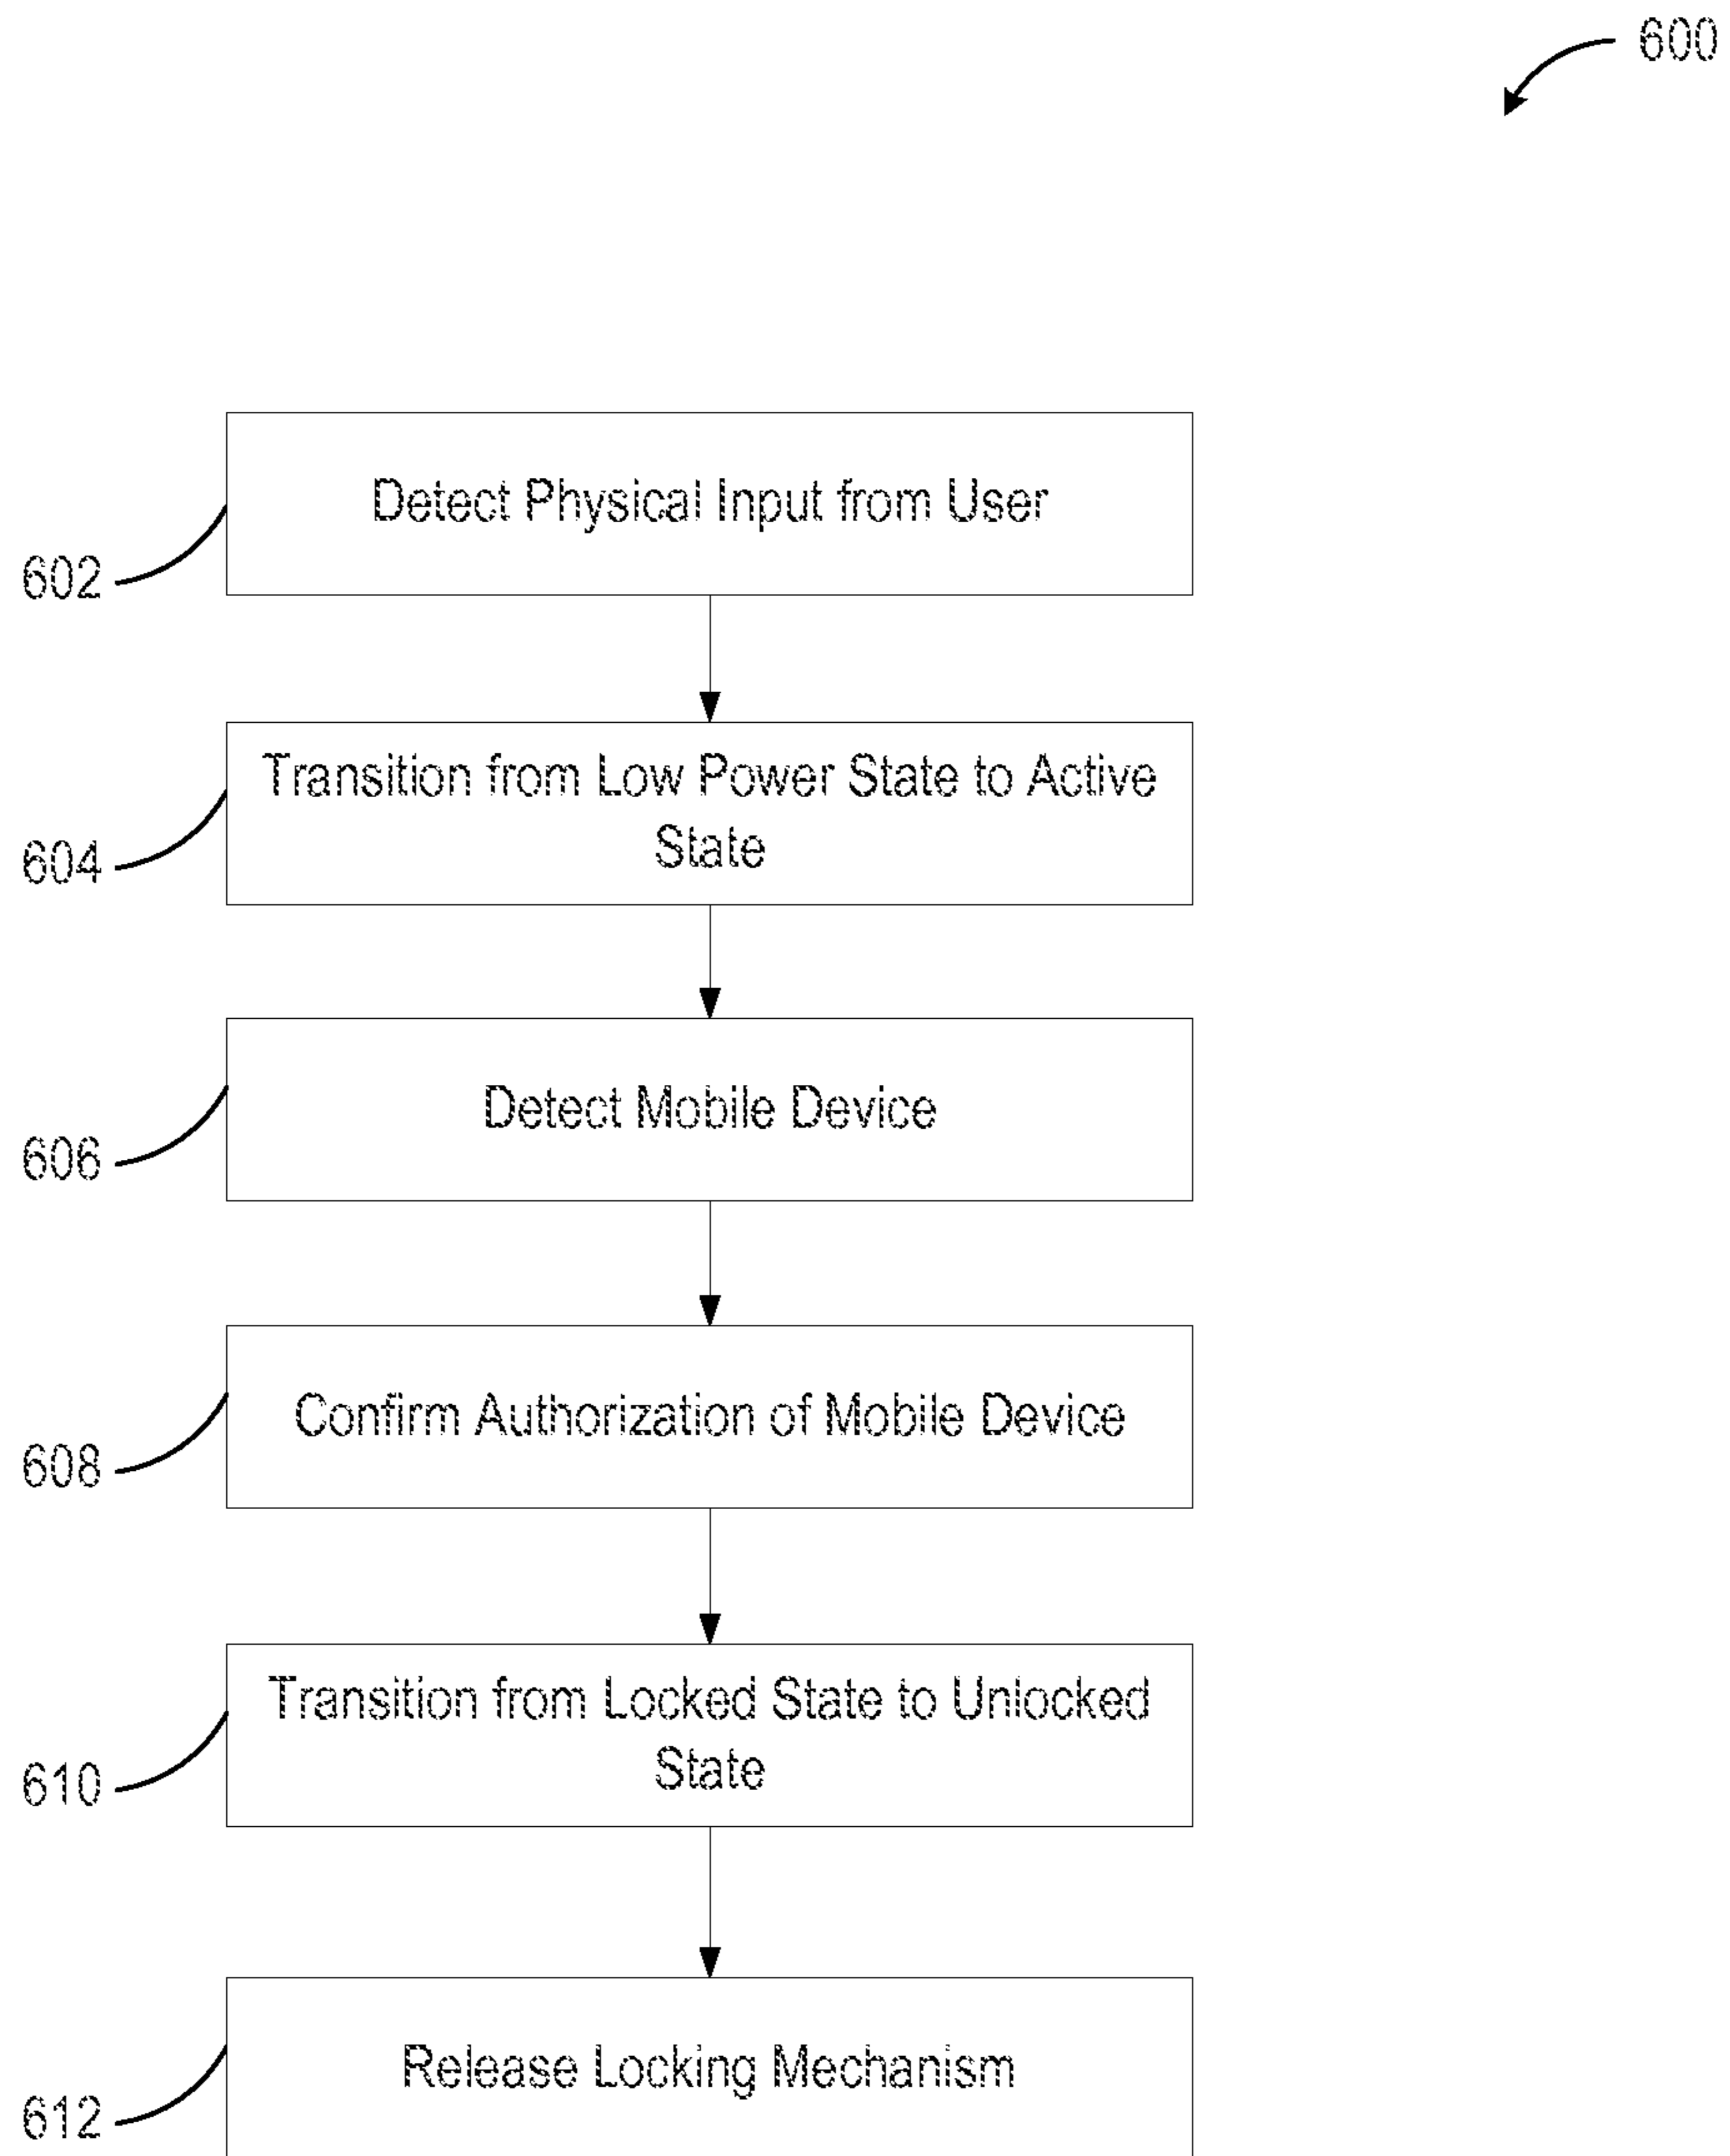 600
Detect Physical Input from User
602
Transition from Low Power State to Active
State
604
Detect Mobile Device
606
Confirm Authorization of Mobile Device
608
Transition from Locked State to Unlocked
State
610
Release Locking Mechanism
612